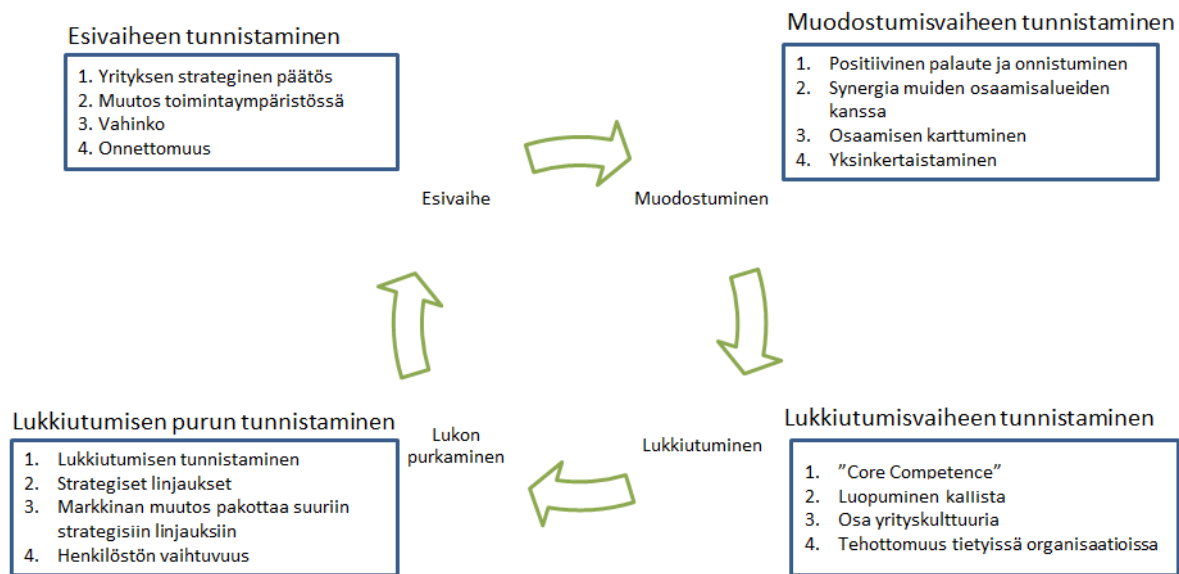 Esivaiheen tunnistaminen
1. Yrityksen strateginen päätös
2. Muutos toimintaympäristössä
3. Vahinko
4. Onnettomuus
Muodostumisvaiheen tunnistaminen
1. Positiivinen palaute ja onnistuminen
2. Synergia muiden osaamisalueiden
kanssa
3. Osaamisen karttuminen
4. Yksinkertaistaminen
Esivaihe
Muodostuminen
Lukkiutumisen purun tunnistaminen
1. Lukkiutumisen tunnistaminen
2. Strategiset linjaukset
3. Markkinan muutos pakottaa suuriin
strategisiin linjauksiin
4. Henkilöstön vaihtuvuus
Lukon
purkaminen
Lukkiutuminen
Lukkiutumisvaiheen tunnistaminen
1. ”Core Competence”
2. Luopuminen kallista
3. Osa yrityskulttuuria
4. Tehottomuus tietyissä organisaatioissa